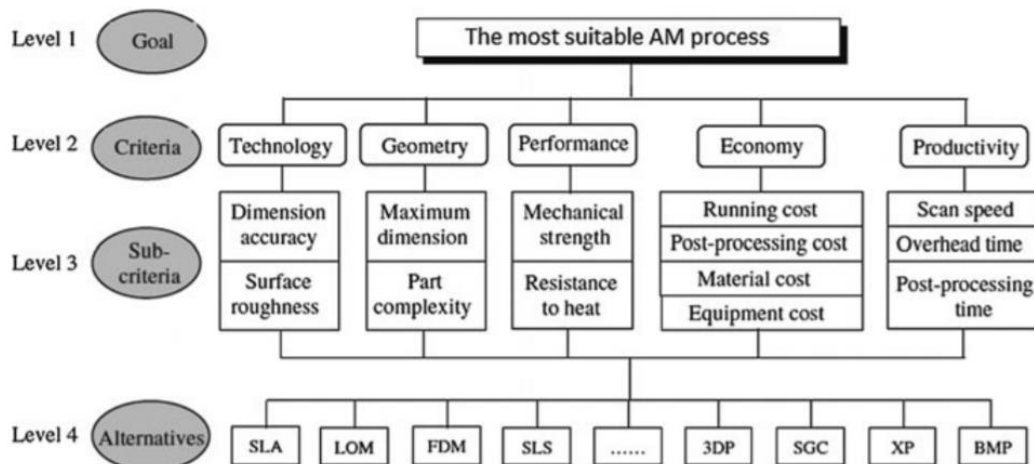 Level 1
Goal
The most suitable AM process
Level 2
Criteria
Technology
Geometry
Performance
Economy
Productivity
Level 3
Sub-
criteria
Dimension
accuracy
Surface
roughness
Maximum
dimension
Part
complexity
Mechanical
strength
Resistance
to heat
Running cost
Post-processing cost
Material cost
Equipment cost
Scan speed
Overhead time
Post-processing
time
Level 4
Alternatives
SLA
LOM
FDM
SLS
......
3DP
SGC
XP
BMP